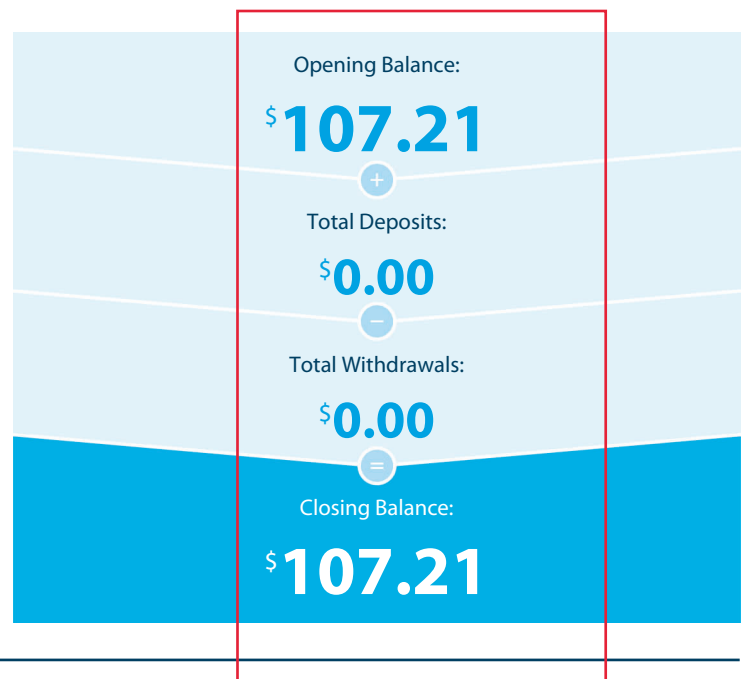 Opening Balance:
$107.21
+
Total Deposits:
$0.00
−
Total Withdrawals:
$0.00
=
Closing Balance:
$107.21